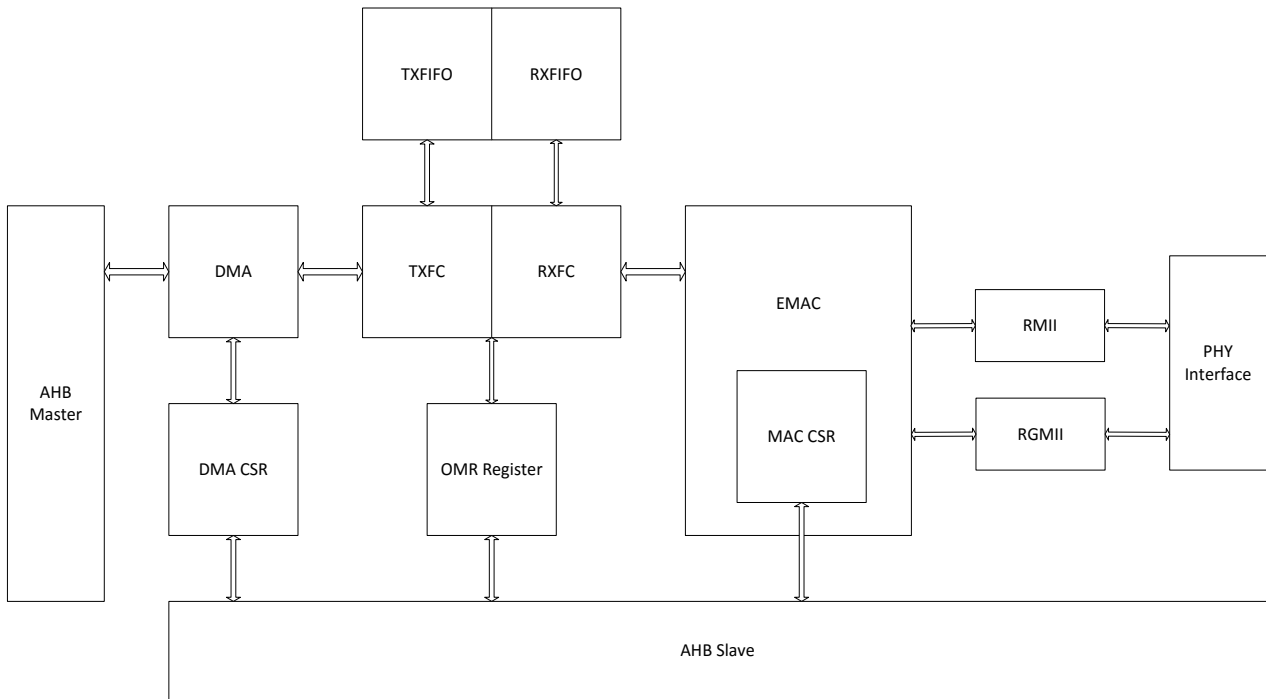 TXFIFO
RXFIFO
AHB
Master
DMA
TXFC
RXFC
EMAC
RMII
PHY
Interface
DMA CSR
OMR Register
MAC CSR
RGMII
AHB Slave